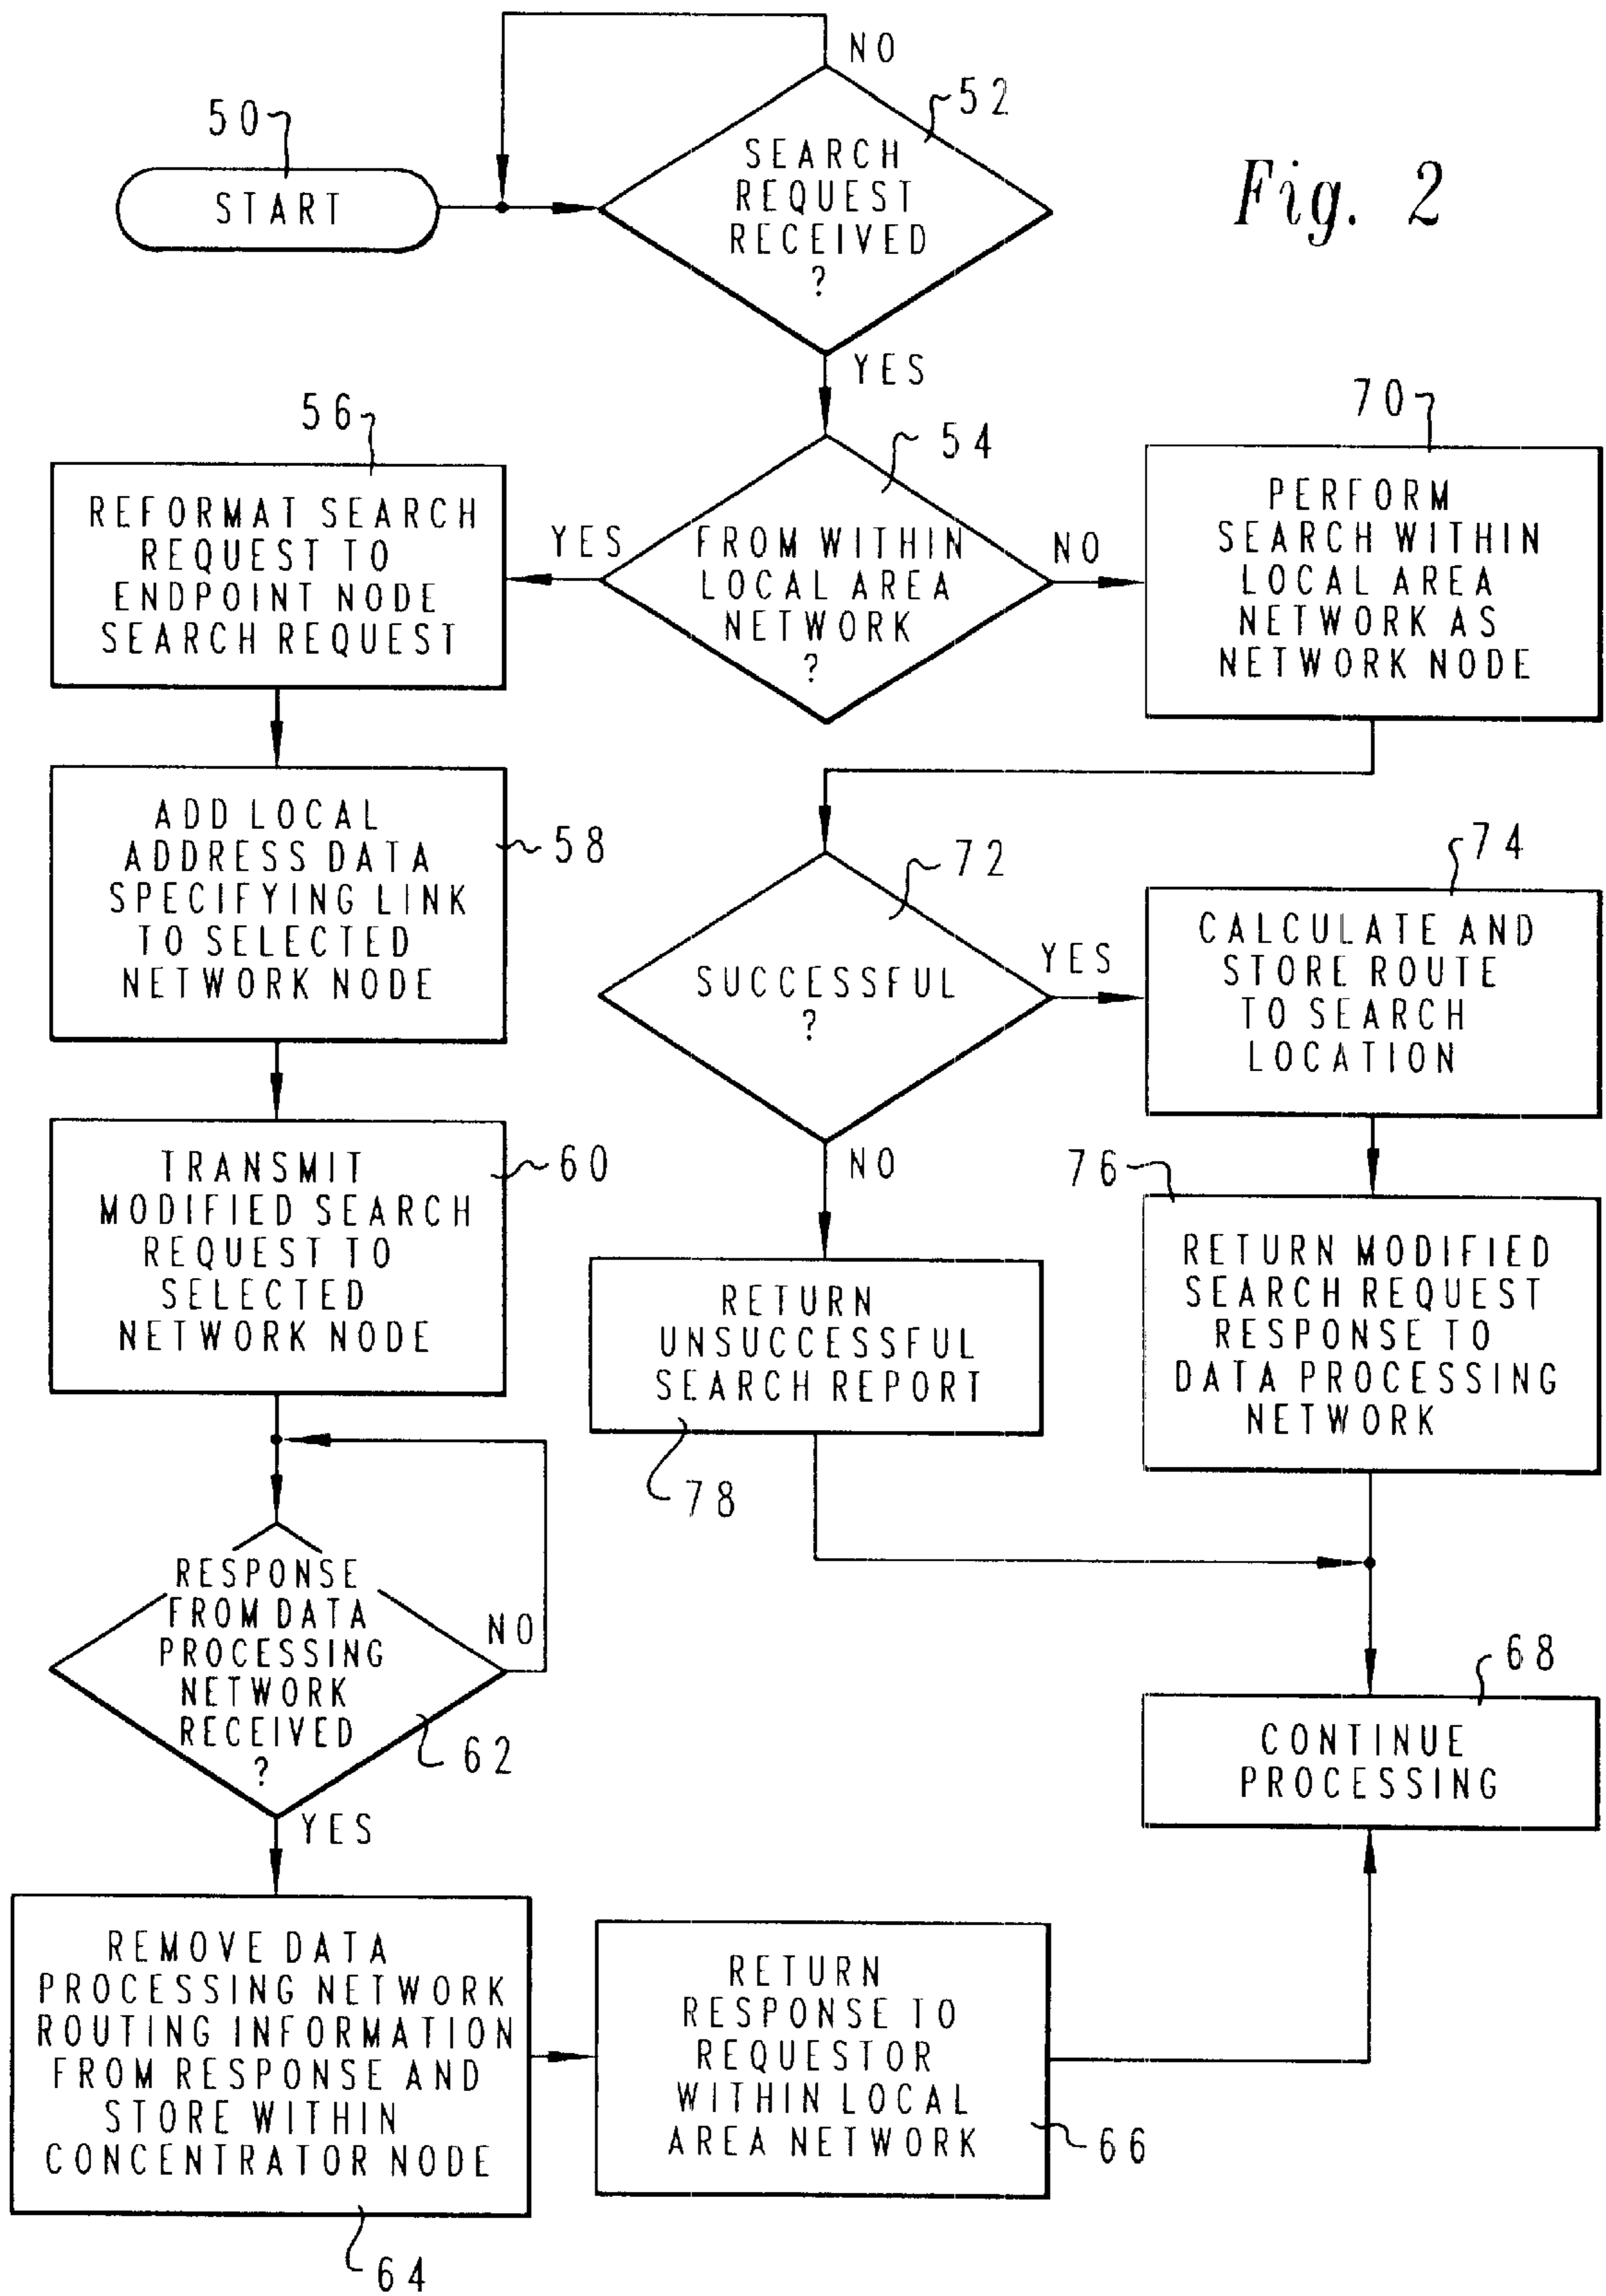 NO
52
50
SEARCH
REQUEST
RECEIVED
?
START
Fig. 2
YES
56
54
70
REFORMAT SEARCH
REQUEST TO
ENDPOINT NODE
SEARCH REQUEST
YES
FROM WITHIN
LOCAL AREA
NETWORK
?
NO
PERFORM
SEARCH WITHIN
LOCAL AREA
NETWORK AS
NETWORK NODE
ADD LOCAL
ADDRESS DATA
SPECIFYING LINK
TO SELECTED
NETWORK NODE
58
72
74
SUCCESSFUL
?
YES
CALCULATE AND
STORE ROUTE
TO SEARCH
LOCATION
TRANSMIT
MODIFIED SEARCH
REQUEST TO
SELECTED
NETWORK NODE
60
NO
76
RETURN
UNSUCCESSFUL
SEARCH REPORT
78
RETURN MODIFIED
SEARCH REQUEST
RESPONSE TO
DATA PROCESSING
NETWORK
RESPONSE
FROM DATA
PROCESSING
NETWORK
RECEIVED
?
NO
62
68
CONTINUE
PROCESSING
YES
REMOVE DATA
PROCESSING NETWORK
ROUTING INFORMATION
FROM RESPONSE AND
STORE WITHIN
CONCENTRATOR NODE
64
RETURN
RESPONSE TO
REQUESTOR
WITHIN LOCAL
AREA NETWORK
66